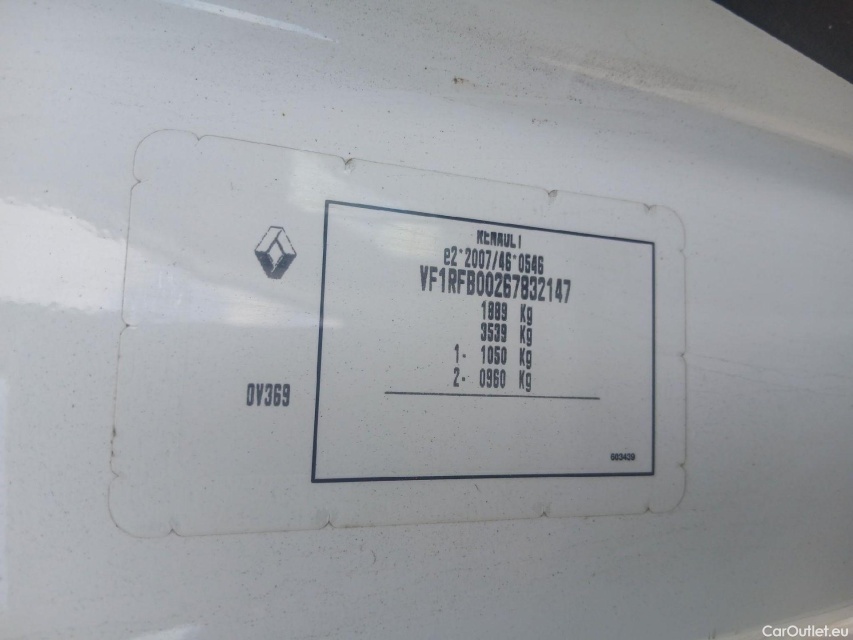 RENAULT
e2*2007/46*0546
VF1RFB00267832147
1889 Kg
3539 Kg
1- 1050 Kg
2- 0960 Kg
DV369
603439
CarOutlet.eu